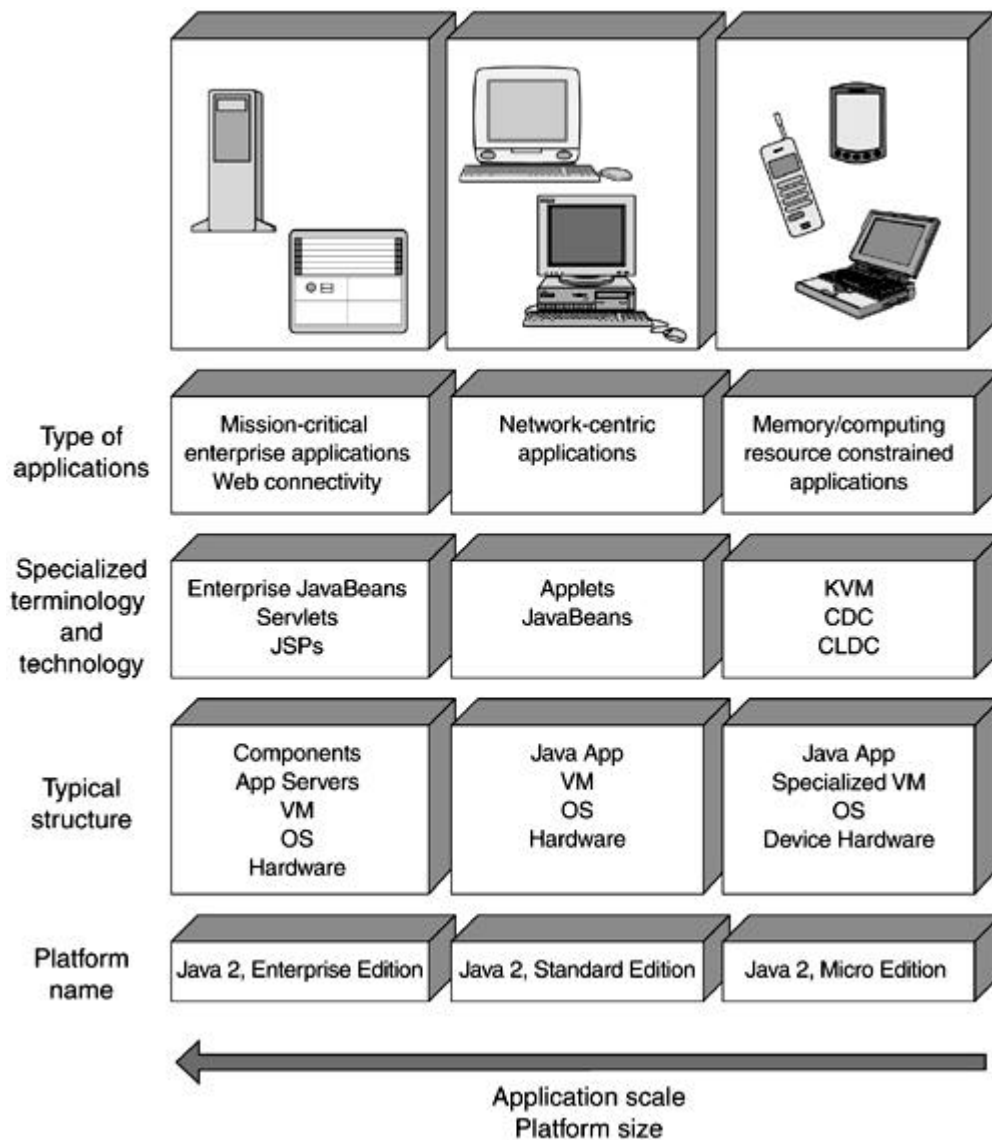 Type of
applications
Mission-critical
enterprise applications
Web connectivity
Network-centric
applications
Memory/computing
resource constrained
applications
Specialized
terminology
and
technology
Enterprise JavaBeans
Servlets
JSPs
Applets
JavaBeans
KVM
CDC
CLDC
Typical
structure
Components
App Servers
VM
OS
Hardware
Java App
VM
OS
Hardware
Java App
Specialized VM
OS
Device Hardware
Platform
name
Java 2, Enterprise Edition
Java 2, Standard Edition
Java 2, Micro Edition
Application scale
Platform size